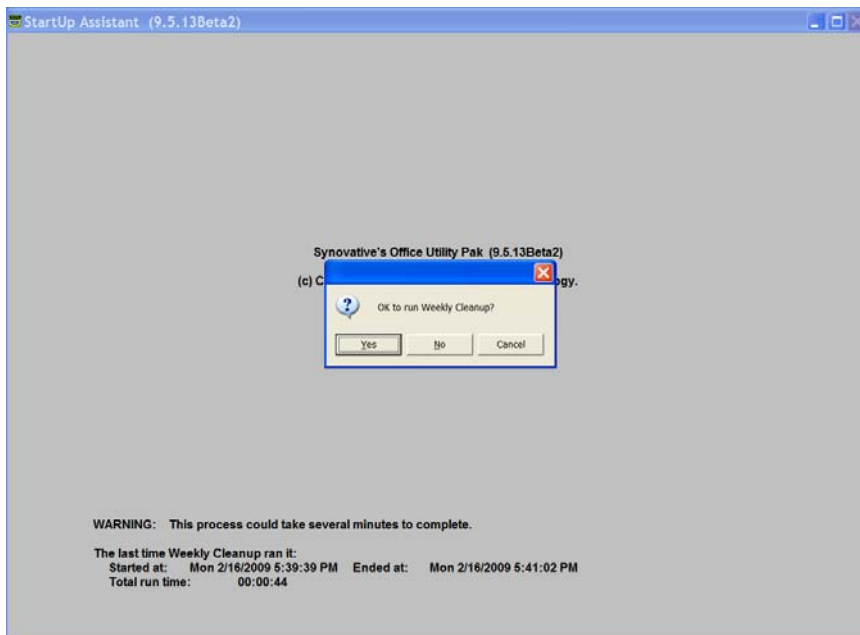 StartUp Assistant (9.5.13Beta2)
Synovative's Office Utility Pak (9.5.13Beta2)
(c) C
OK to run Weekly Cleanup?
Yes No Cancel
WARNING: This process could take several minutes to complete.
The last time Weekly Cleanup ran it:
Started at: Mon 2/16/2009 5:39:39 PM Ended at: Mon 2/16/2009 5:41:02 PM
Total run time: 00:00:44